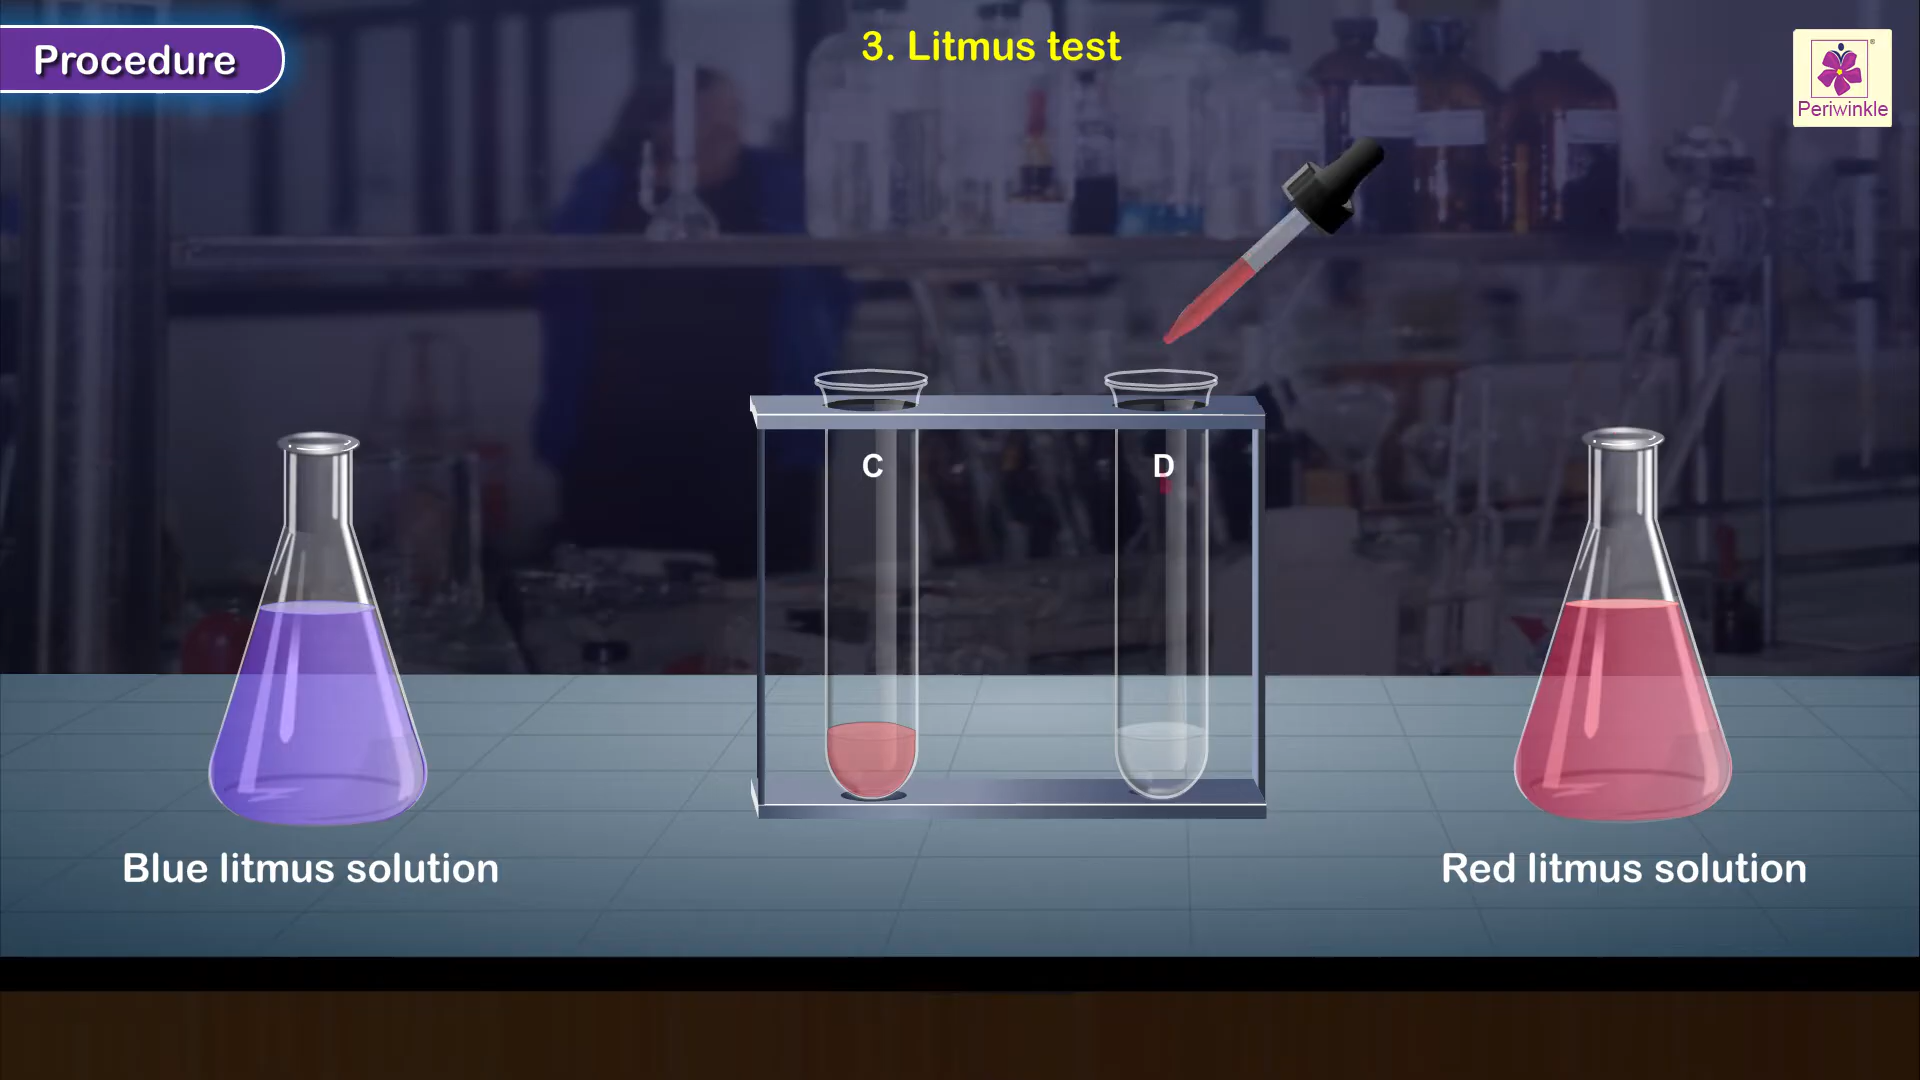 Procedure
3. Litmus test
Periwinkle
C
D
Blue litmus solution
Red litmus solution